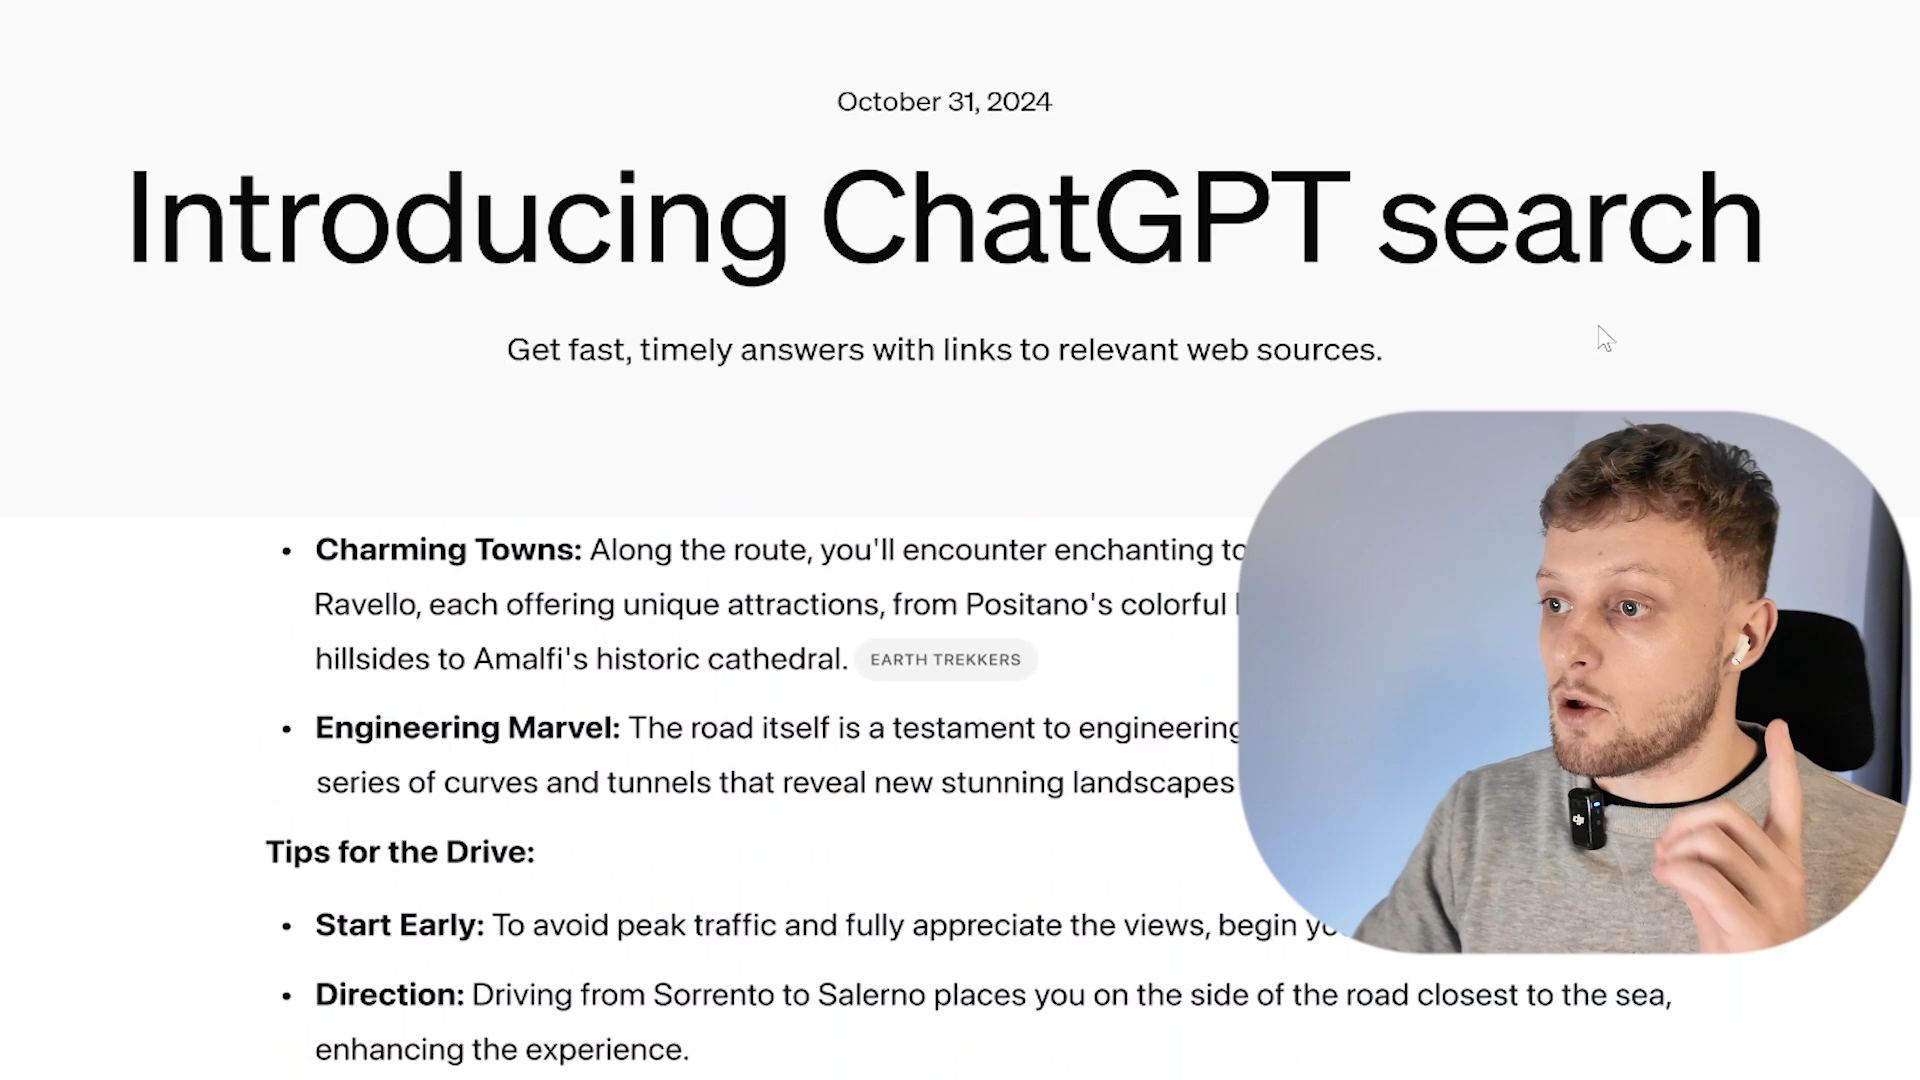 October 31, 2024
Introducing ChatGPT search
Get fast, timely answers with links to relevant web sources.
• Charming Towns: Along the route, you'll encounter enchanting
Ravello, each offering unique attractions, from Positano's colorful
hillsides to Amalfi's historic cathedral. EARTH TREKKERS
• Engineering Marvel: The road itself is a testament to engineering
series of curves and tunnels that reveal new stunning landscapes
Tips for the Drive:
• Start Early: To avoid peak traffic and fully appreciate the views, begin
• Direction: Driving from Sorrento to Salerno places you on the side of the road closest to the sea,
enhancing the experience.